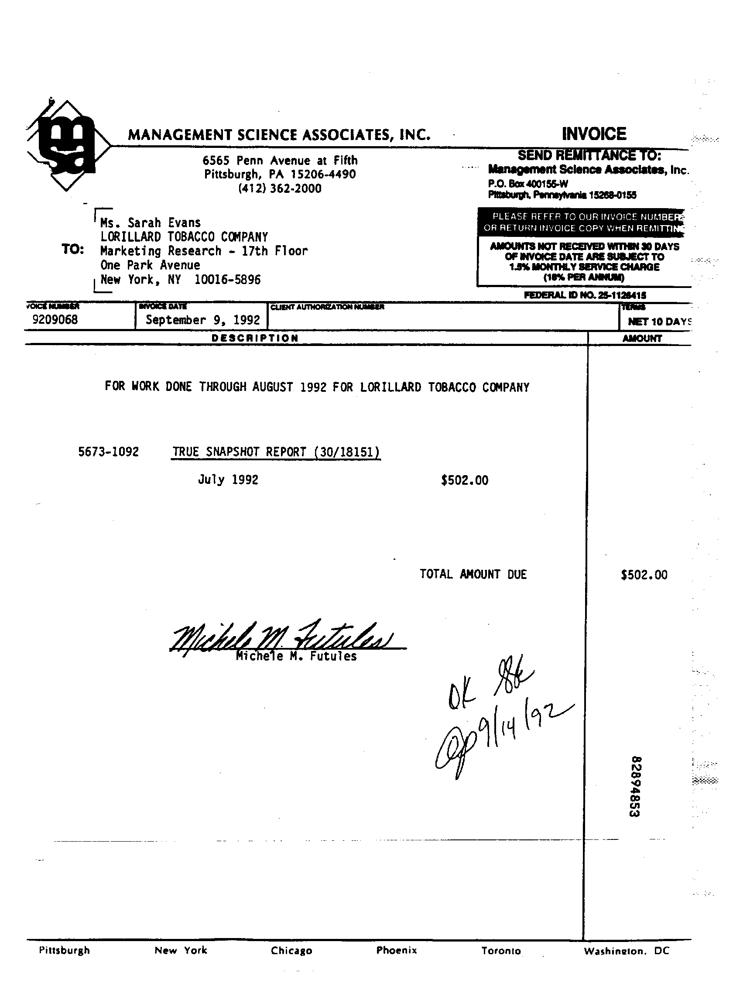 msa
MANAGEMENT SCIENCE ASSOCIATES, INC.
INVOICE
6565 Penn Avenue at Fifth
Pittsburgh, PA 15206-4490
(412) 362-2000
SEND REMITTANCE TO:
Management Science Associates, Inc.
P.O. Box 400155-W
Pittsburgh, Pennsylvania 15268-0155
PLEASE REFER TO OUR INVOICE NUMBERS
OR RETURN INVOICE COPY WHEN REMITTING
AMOUNTS NOT RECEIVED WITHIN 30 DAYS
OF INVOICE DATE ARE SUBJECT TO
1.5% MONTHLY SERVICE CHARGE
(18% PER ANNUM)
FEDERAL ID NO. 25-1126415
TO:
Ms. Sarah Evans
LORILLARD TOBACCO COMPANY
Marketing Research - 17th Floor
One Park Avenue
New York, NY 10016-5896
VOICE NUMBER INVOICE DATE CLIENT AUTHORIZATION NUMBER TERMS
9209068 September 9, 1992 NET 10 DAYS
DESCRIPTION AMOUNT
FOR WORK DONE THROUGH AUGUST 1992 FOR LORILLARD TOBACCO COMPANY
5673-1092 TRUE SNAPSHOT REPORT (30/18151)
July 1992 $502.00
TOTAL AMOUNT DUE $502.00
Michele M. Futules
Michele M. Futules
OK
9/14/92
82894853
Pittsburgh New York Chicago Phoenix Toronto Washington, DC